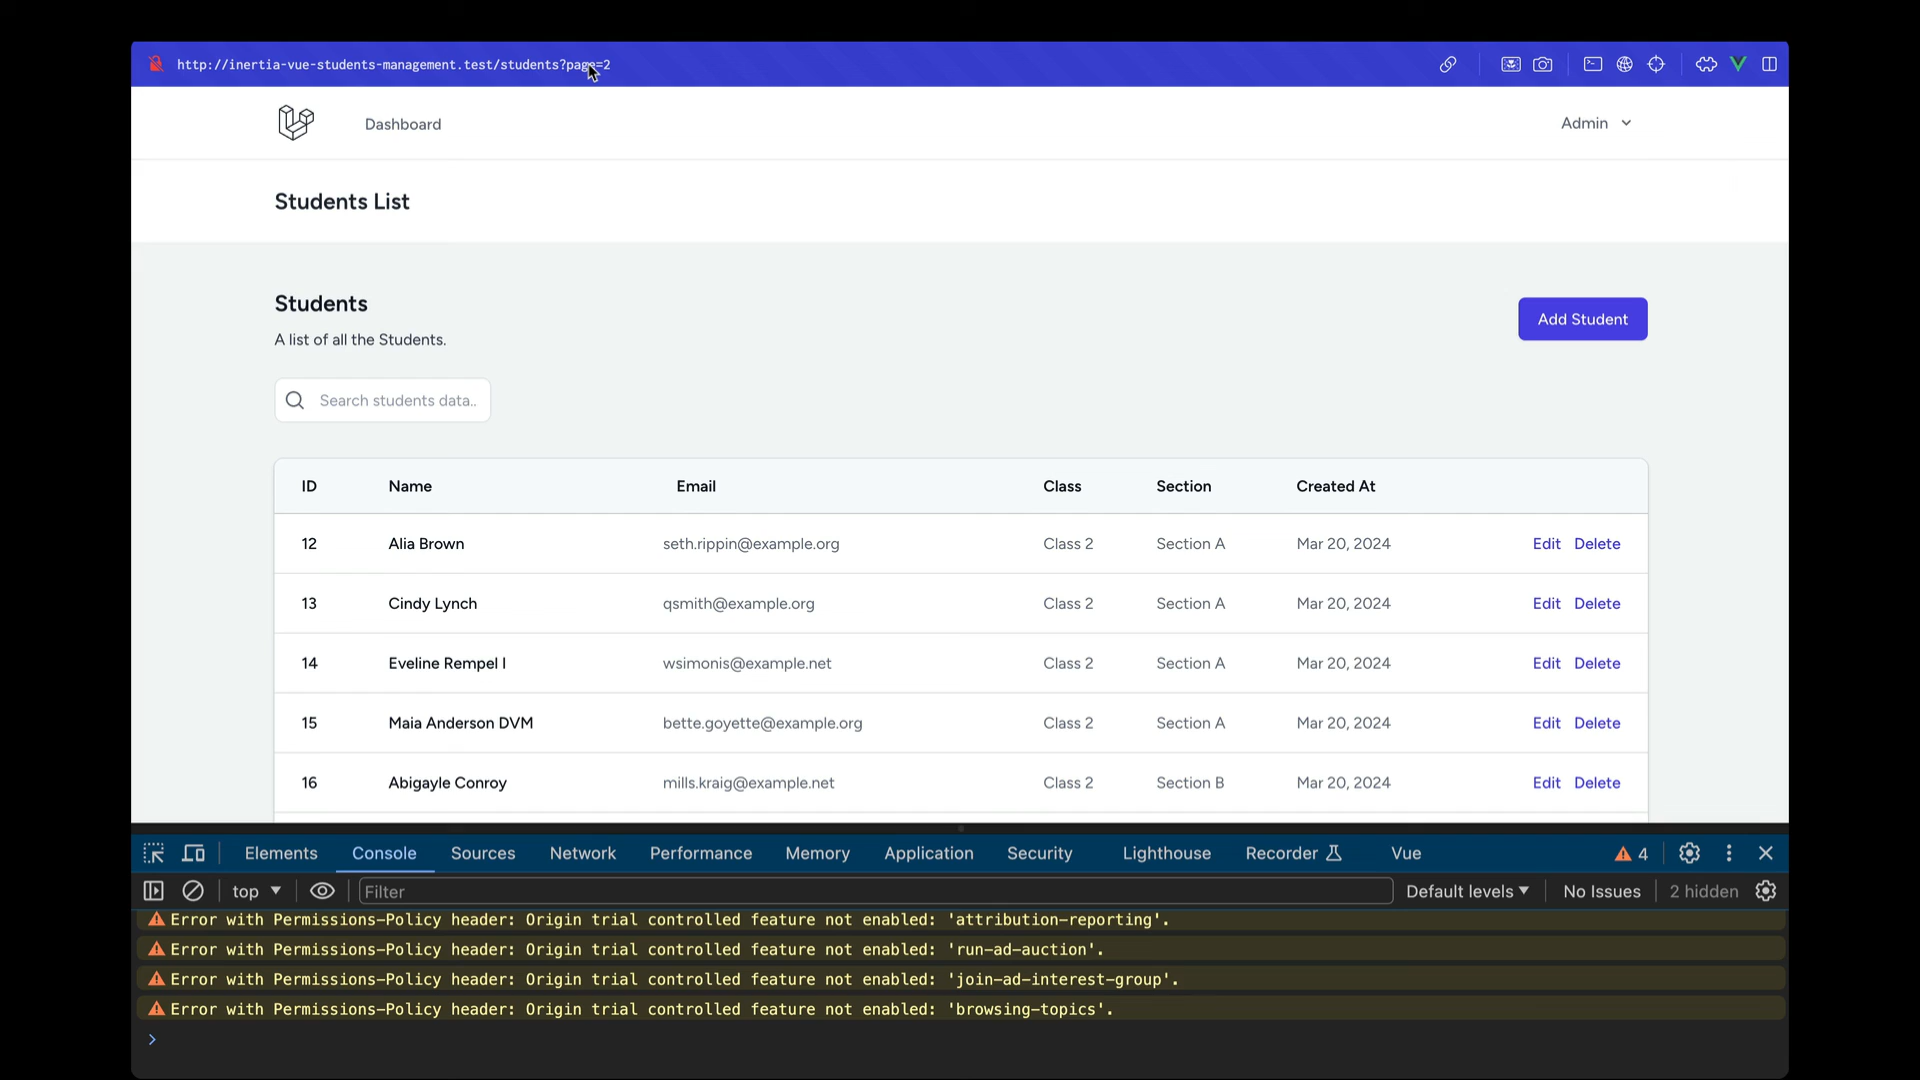 http://inertia-vue-students-management.test/students?page=2
Dashboard
Admin
Students List
Students
A list of all the Students.
Add Student
Search students data..
ID Name Email Class Section Created At
12 Alia Brown seth.rippin@example.org Class 2 Section A Mar 20, 2024 Edit Delete
13 Cindy Lynch qsmith@example.org Class 2 Section A Mar 20, 2024 Edit Delete
14 Eveline Rempel I wsimonis@example.net Class 2 Section A Mar 20, 2024 Edit Delete
15 Maia Anderson DVM bette.goyette@example.org Class 2 Section A Mar 20, 2024 Edit Delete
16 Abigayle Conroy mills.kraig@example.net Class 2 Section B Mar 20, 2024 Edit Delete
Elements Console Sources Network Performance Memory Application Security Lighthouse Recorder Vue 4
top Filter Default levels No Issues 2 hidden
Error with Permissions-Policy header: Origin trial controlled feature not enabled: 'attribution-reporting'.
Error with Permissions-Policy header: Origin trial controlled feature not enabled: 'run-ad-auction'.
Error with Permissions-Policy header: Origin trial controlled feature not enabled: 'join-ad-interest-group'.
Error with Permissions-Policy header: Origin trial controlled feature not enabled: 'browsing-topics'.